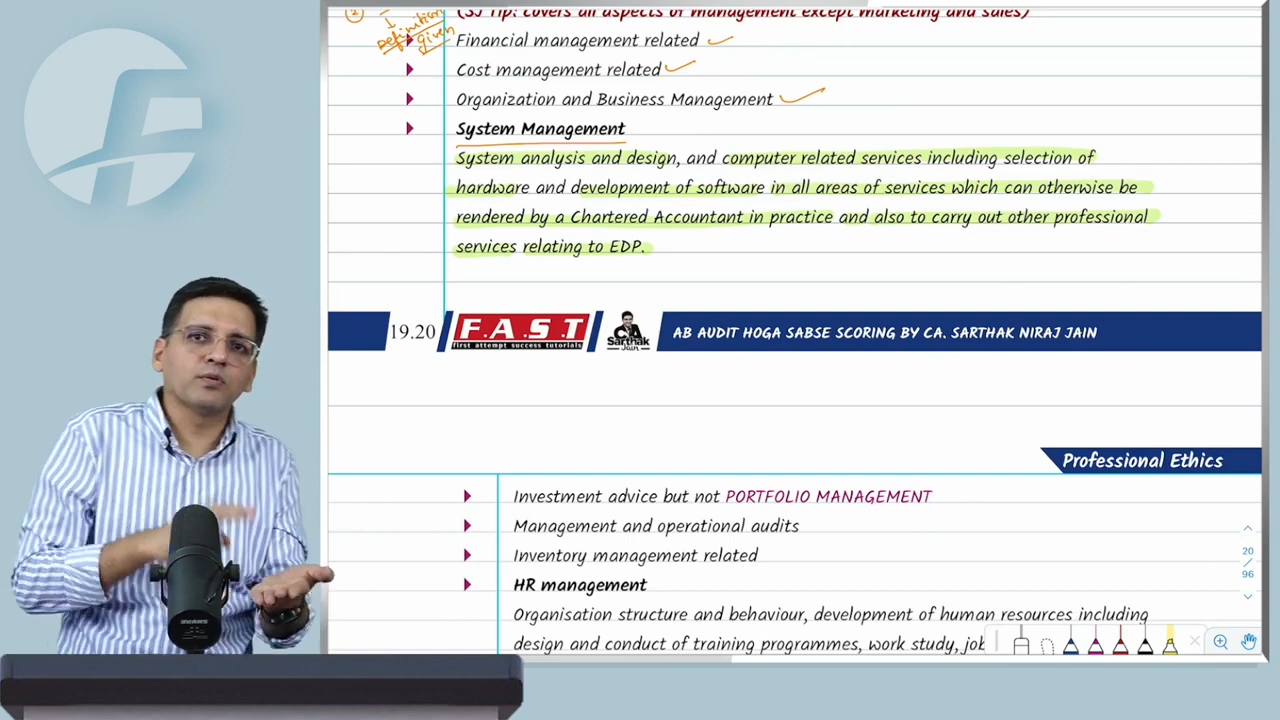 ② (SJ Tip: covers all aspects of management except marketing and sales)
Definition given
Financial management related
Cost management related
Organization and Business Management
System Management
System analysis and design, and computer related services including selection of
hardware and development of software in all areas of services which can otherwise be
rendered by a Chartered Accountant in practice and also to carry out other professional
services relating to EDP.
19.20 F.A.S.T first attempt success tutorials CA Sarthak Jain AB AUDIT HOGA SABSE SCORING BY CA. SARTHAK NIRAJ JAIN
Professional Ethics
Investment advice but not PORTFOLIO MANAGEMENT
Management and operational audits
Inventory management related
20
/
96
HR management
Organisation structure and behaviour, development of human resources including
design and conduct of training programmes, work study, job